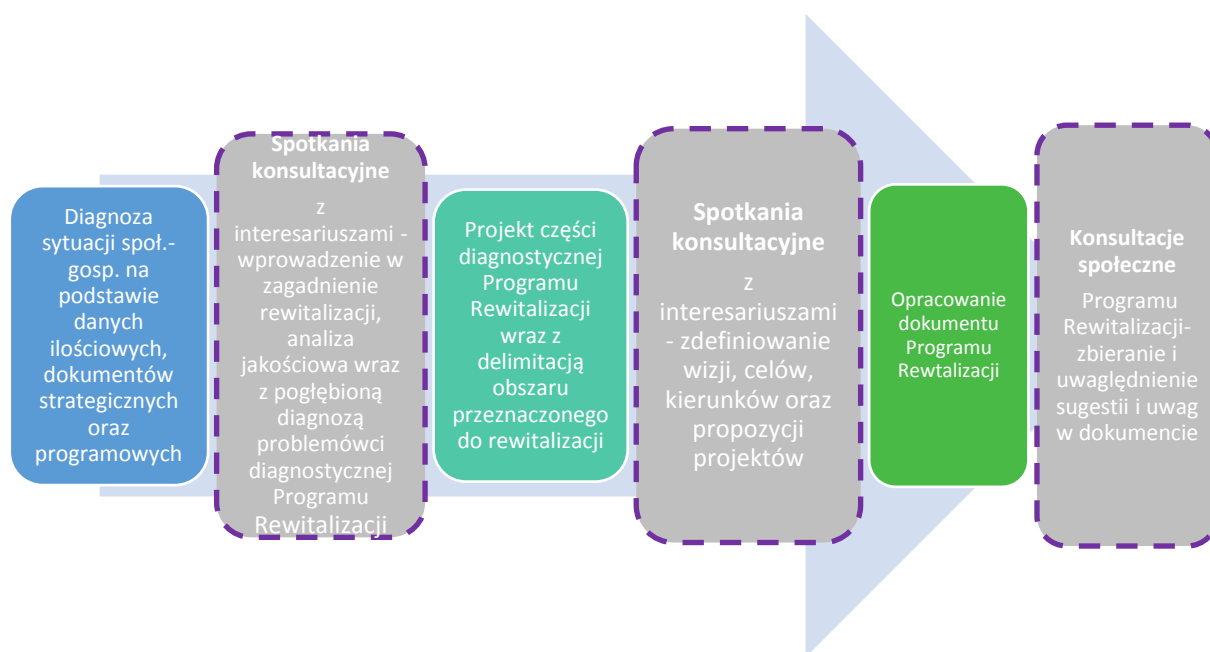 Diagnoza
sytuacji społ.-
gosp. na
podstawie
danych
ilościowych,
dokumentów
strategicznych
oraz
programowych
Spotkania
konsultacyjne
z
interesariuszami -
wprowadzenie w
zagadnienie
rewitalizacji,
analiza
jakościowa wraz
z pogłębioną
diagnozą
problemówci
diagnostycznej
Programu
Rewitalizacji
Projekt części
diagnostycznej
Programu
Rewitalizacji
wraz z
delimitacją
obszaru
przeznaczonego
do rewitalizacji
Spotkania
konsultacyjne
z
interesariuszami
- zdefiniowanie
wizji, celów,
kierunków oraz
propozycji
projektów
Opracowanie
dokumentu
Programu
Rewtalizacji
Konsultacje
społeczne
Programu
Rewitalizacji-
zbieranie i
uwaględnienie
sugestii i uwag
w dokumencie